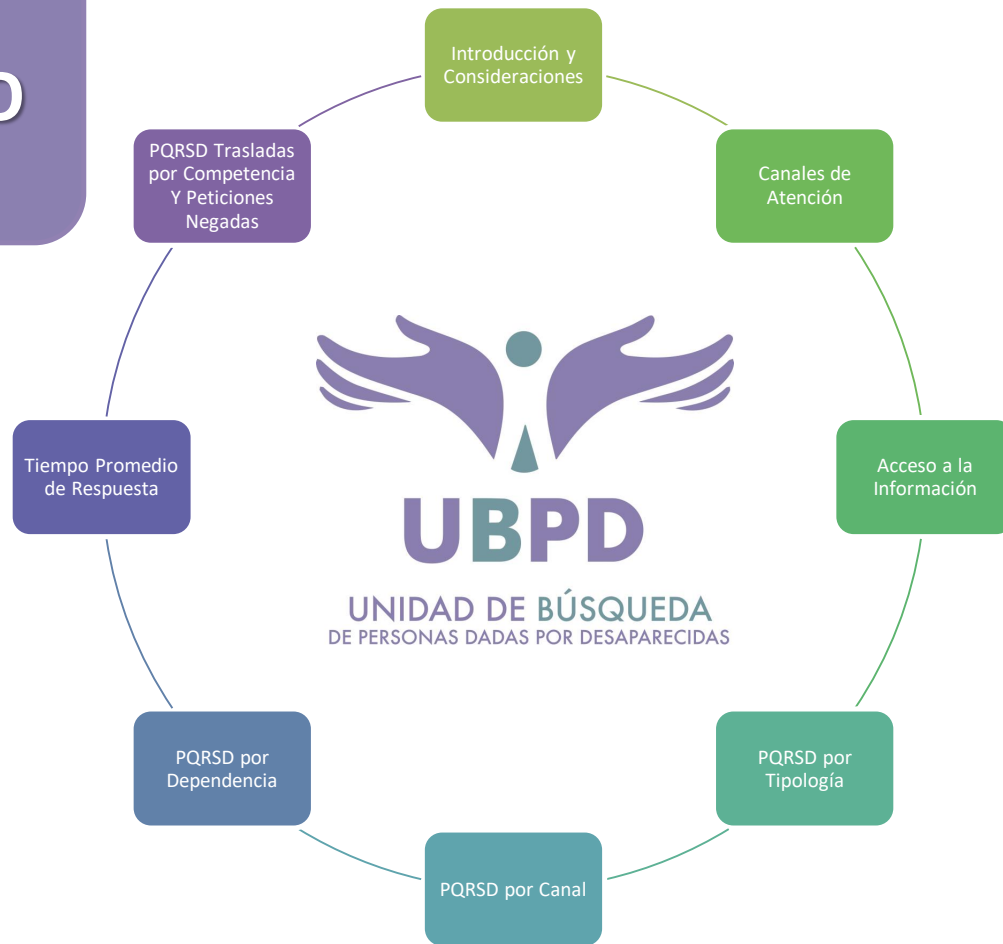 Introducción y
Consideraciones
Canales de
Atención
Acceso a la
Información
PQRSD por
Tipología
PQRSD por Canal
PQRSD por
Dependencia
Tiempo Promedio
de Respuesta
PQRSD Trasladas
por Competencia
Y Peticiones
Negadas
UBPD
UNIDAD DE BÚSQUEDA
DE PERSONAS DADAS POR DESAPARECIDAS